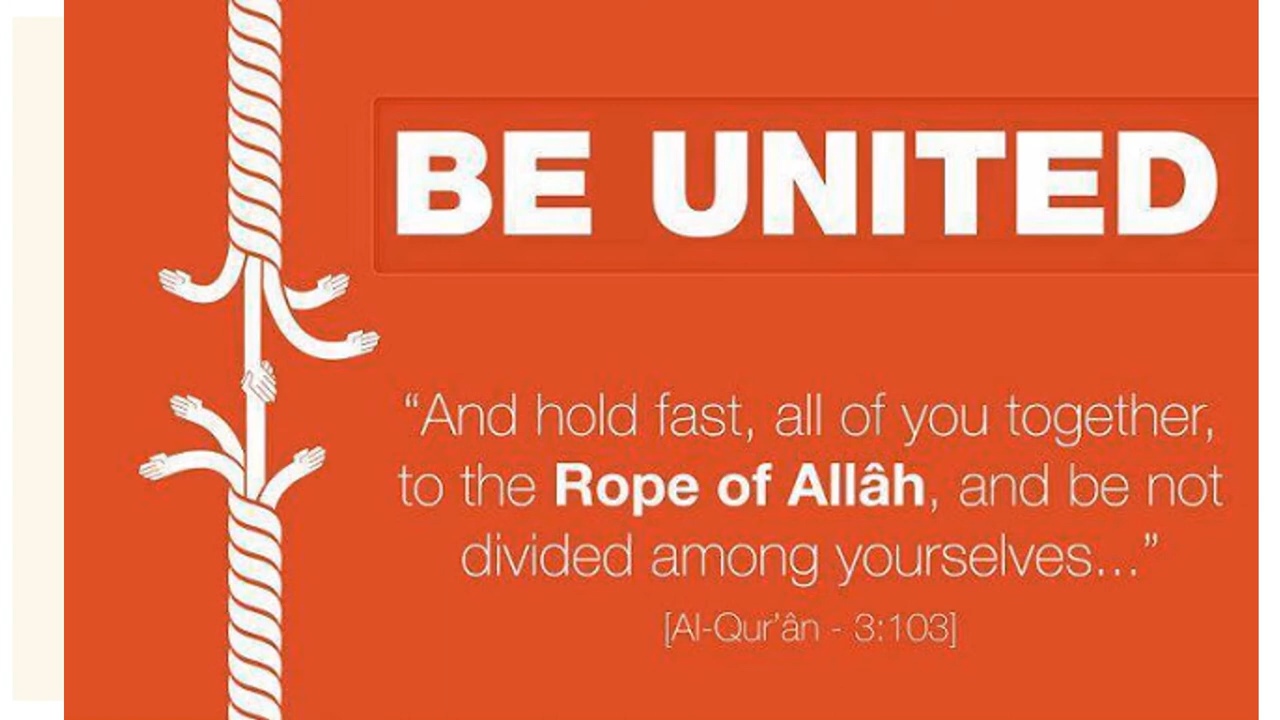 BE UNITED
“And hold fast, all of you together,
to the Rope of Allâh, and be not
divided among yourselves...”
[Al-Qur’ân - 3:103]